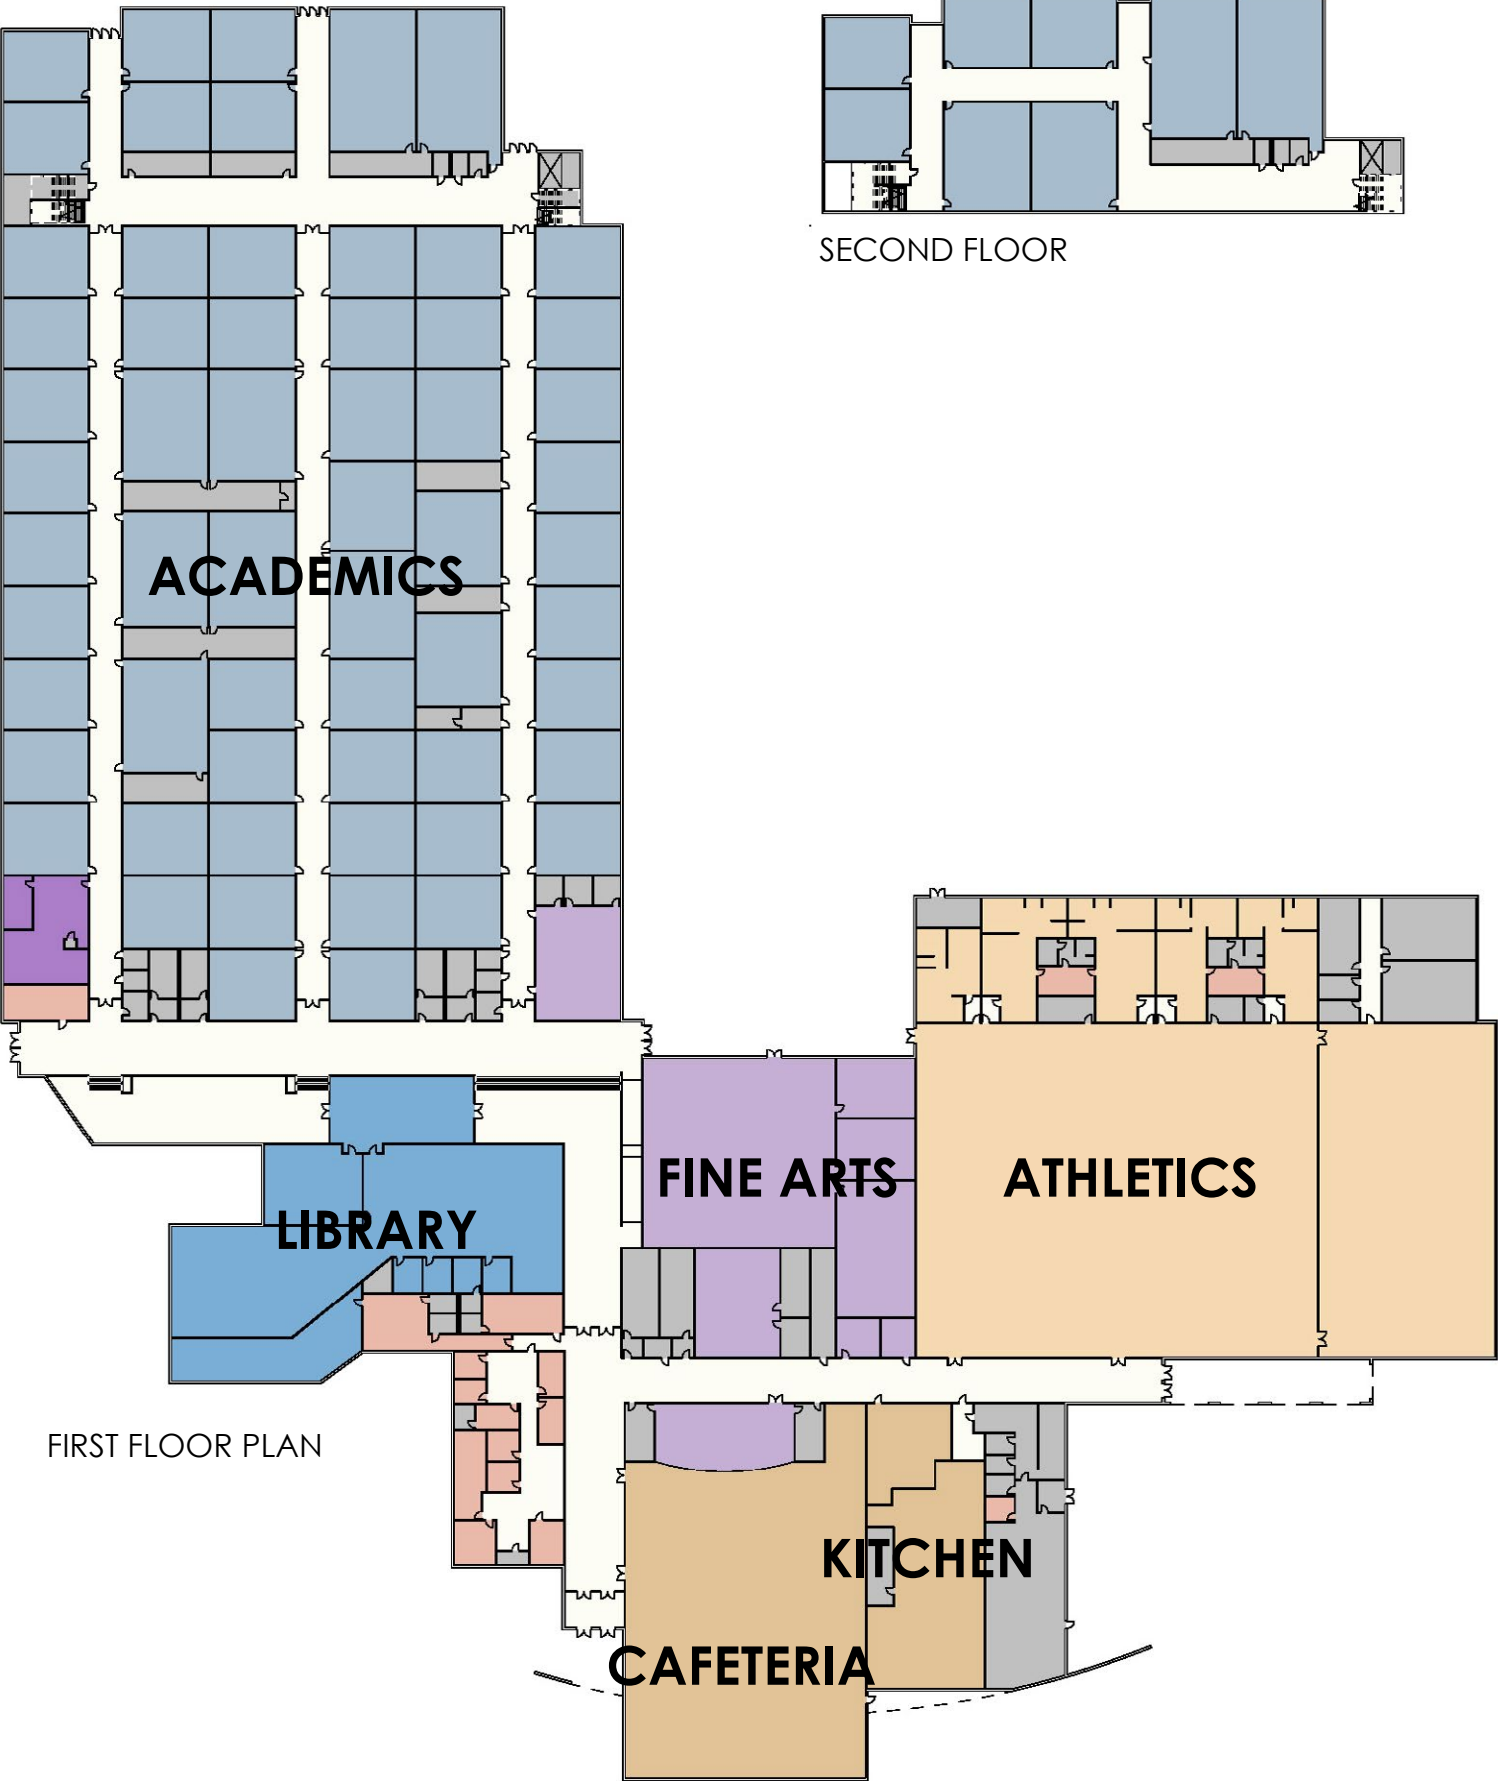 SECOND FLOOR
ACADEMICS
FINE ARTS
ATHLETICS
LIBRARY
FIRST FLOOR PLAN
KITCHEN
CAFETERIA